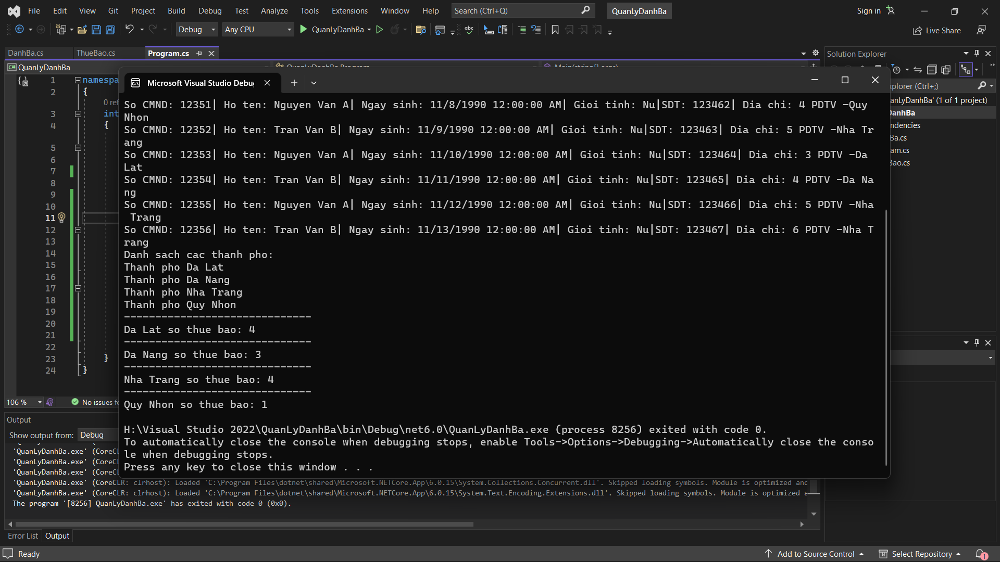 File Edit View Git Project Build Debug Test Analyze Tools Extensions Window Help Search (Ctrl+Q) QuanLyDanhBa Sign in
Debug Any CPU QuanLyDanhBa Live Share
DanhBa.cs ThueBao.cs Program.cs Solution Explorer
QuanLyDanhBa QuanLyDanhBa.Program Main(string[] args)
Microsoft Visual Studio Debu
xplorer (Ctrl+;)
anLyDanhBa' (1 of 1 project)
DanhBa
ndencies
Ba.cs
am.cs
Bao.cs
1 namespa
2 {
0 ref
3 int
4 {
5
6
7
8
9
10
11
12
13
14
15
16
17
18
19
20
21
22
23 }
24 }
So CMND: 12351| Ho ten: Nguyen Van A| Ngay sinh: 11/8/1990 12:00:00 AM| Gioi tinh: Nu|SDT: 123462| Dia chi: 4 PDTV -Quy
Nhon
So CMND: 12352| Ho ten: Tran Van B| Ngay sinh: 11/9/1990 12:00:00 AM| Gioi tinh: Nu|SDT: 123463| Dia chi: 5 PDTV -Nha Tr
ang
So CMND: 12353| Ho ten: Nguyen Van A| Ngay sinh: 11/10/1990 12:00:00 AM| Gioi tinh: Nu|SDT: 123464| Dia chi: 3 PDTV -Da
Lat
So CMND: 12354| Ho ten: Tran Van B| Ngay sinh: 11/11/1990 12:00:00 AM| Gioi tinh: Nu|SDT: 123465| Dia chi: 4 PDTV -Da Na
ng
So CMND: 12355| Ho ten: Nguyen Van A| Ngay sinh: 11/12/1990 12:00:00 AM| Gioi tinh: Nu|SDT: 123466| Dia chi: 5 PDTV -Nha
Trang
So CMND: 12356| Ho ten: Tran Van B| Ngay sinh: 11/13/1990 12:00:00 AM| Gioi tinh: Nu|SDT: 123467| Dia chi: 6 PDTV -Nha T
rang
Danh sach cac thanh pho:
Thanh pho Da Lat
Thanh pho Da Nang
Thanh pho Nha Trang
Thanh pho Quy Nhon
------------------------------
Da Lat so thue bao: 4
------------------------------
Da Nang so thue bao: 3
------------------------------
Nha Trang so thue bao: 4
------------------------------
Quy Nhon so thue bao: 1
H:\Visual Studio 2022\QuanLyDanhBa\bin\Debug\net6.0\QuanLyDanhBa.exe (process 8256) exited with code 0.
To automatically close the console when debugging stops, enable Tools->Options->Debugging->Automatically close the conso
le when debugging stops.
Press any key to close this window . . .
106 % No issues fo
Output
Show output from: Debug
'QuanLyDanhBa.exe' (CoreCL
'QuanLyDanhBa.exe' (CoreCL
'QuanLyDanhBa.exe' (CoreCL
'QuanLyDanhBa.exe' (CoreCLR: clrhost): Loaded 'C:\Program Files\dotnet\shared\Microsoft.NETCore.App\6.0.15\System.Collections.Concurrent.dll'. Skipped loading symbols. Module is optimized and
'QuanLyDanhBa.exe' (CoreCLR: clrhost): Loaded 'C:\Program Files\dotnet\shared\Microsoft.NETCore.App\6.0.15\System.Text.Encoding.Extensions.dll'. Skipped loading symbols. Module is optimized a
The program '[8256] QuanLyDanhBa.exe' has exited with code 0 (0x0).
Error List Output
Ready Add to Source Control Select Repository 1